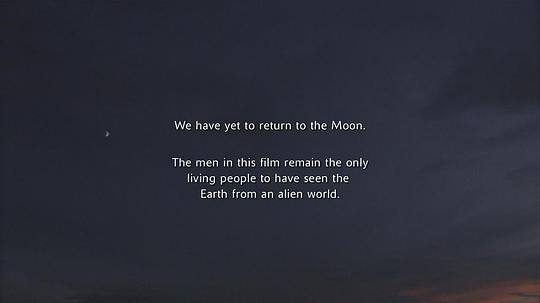 We have yet to return to the Moon.
The men in this film remain the only
living people to have seen the
Earth from an alien world.